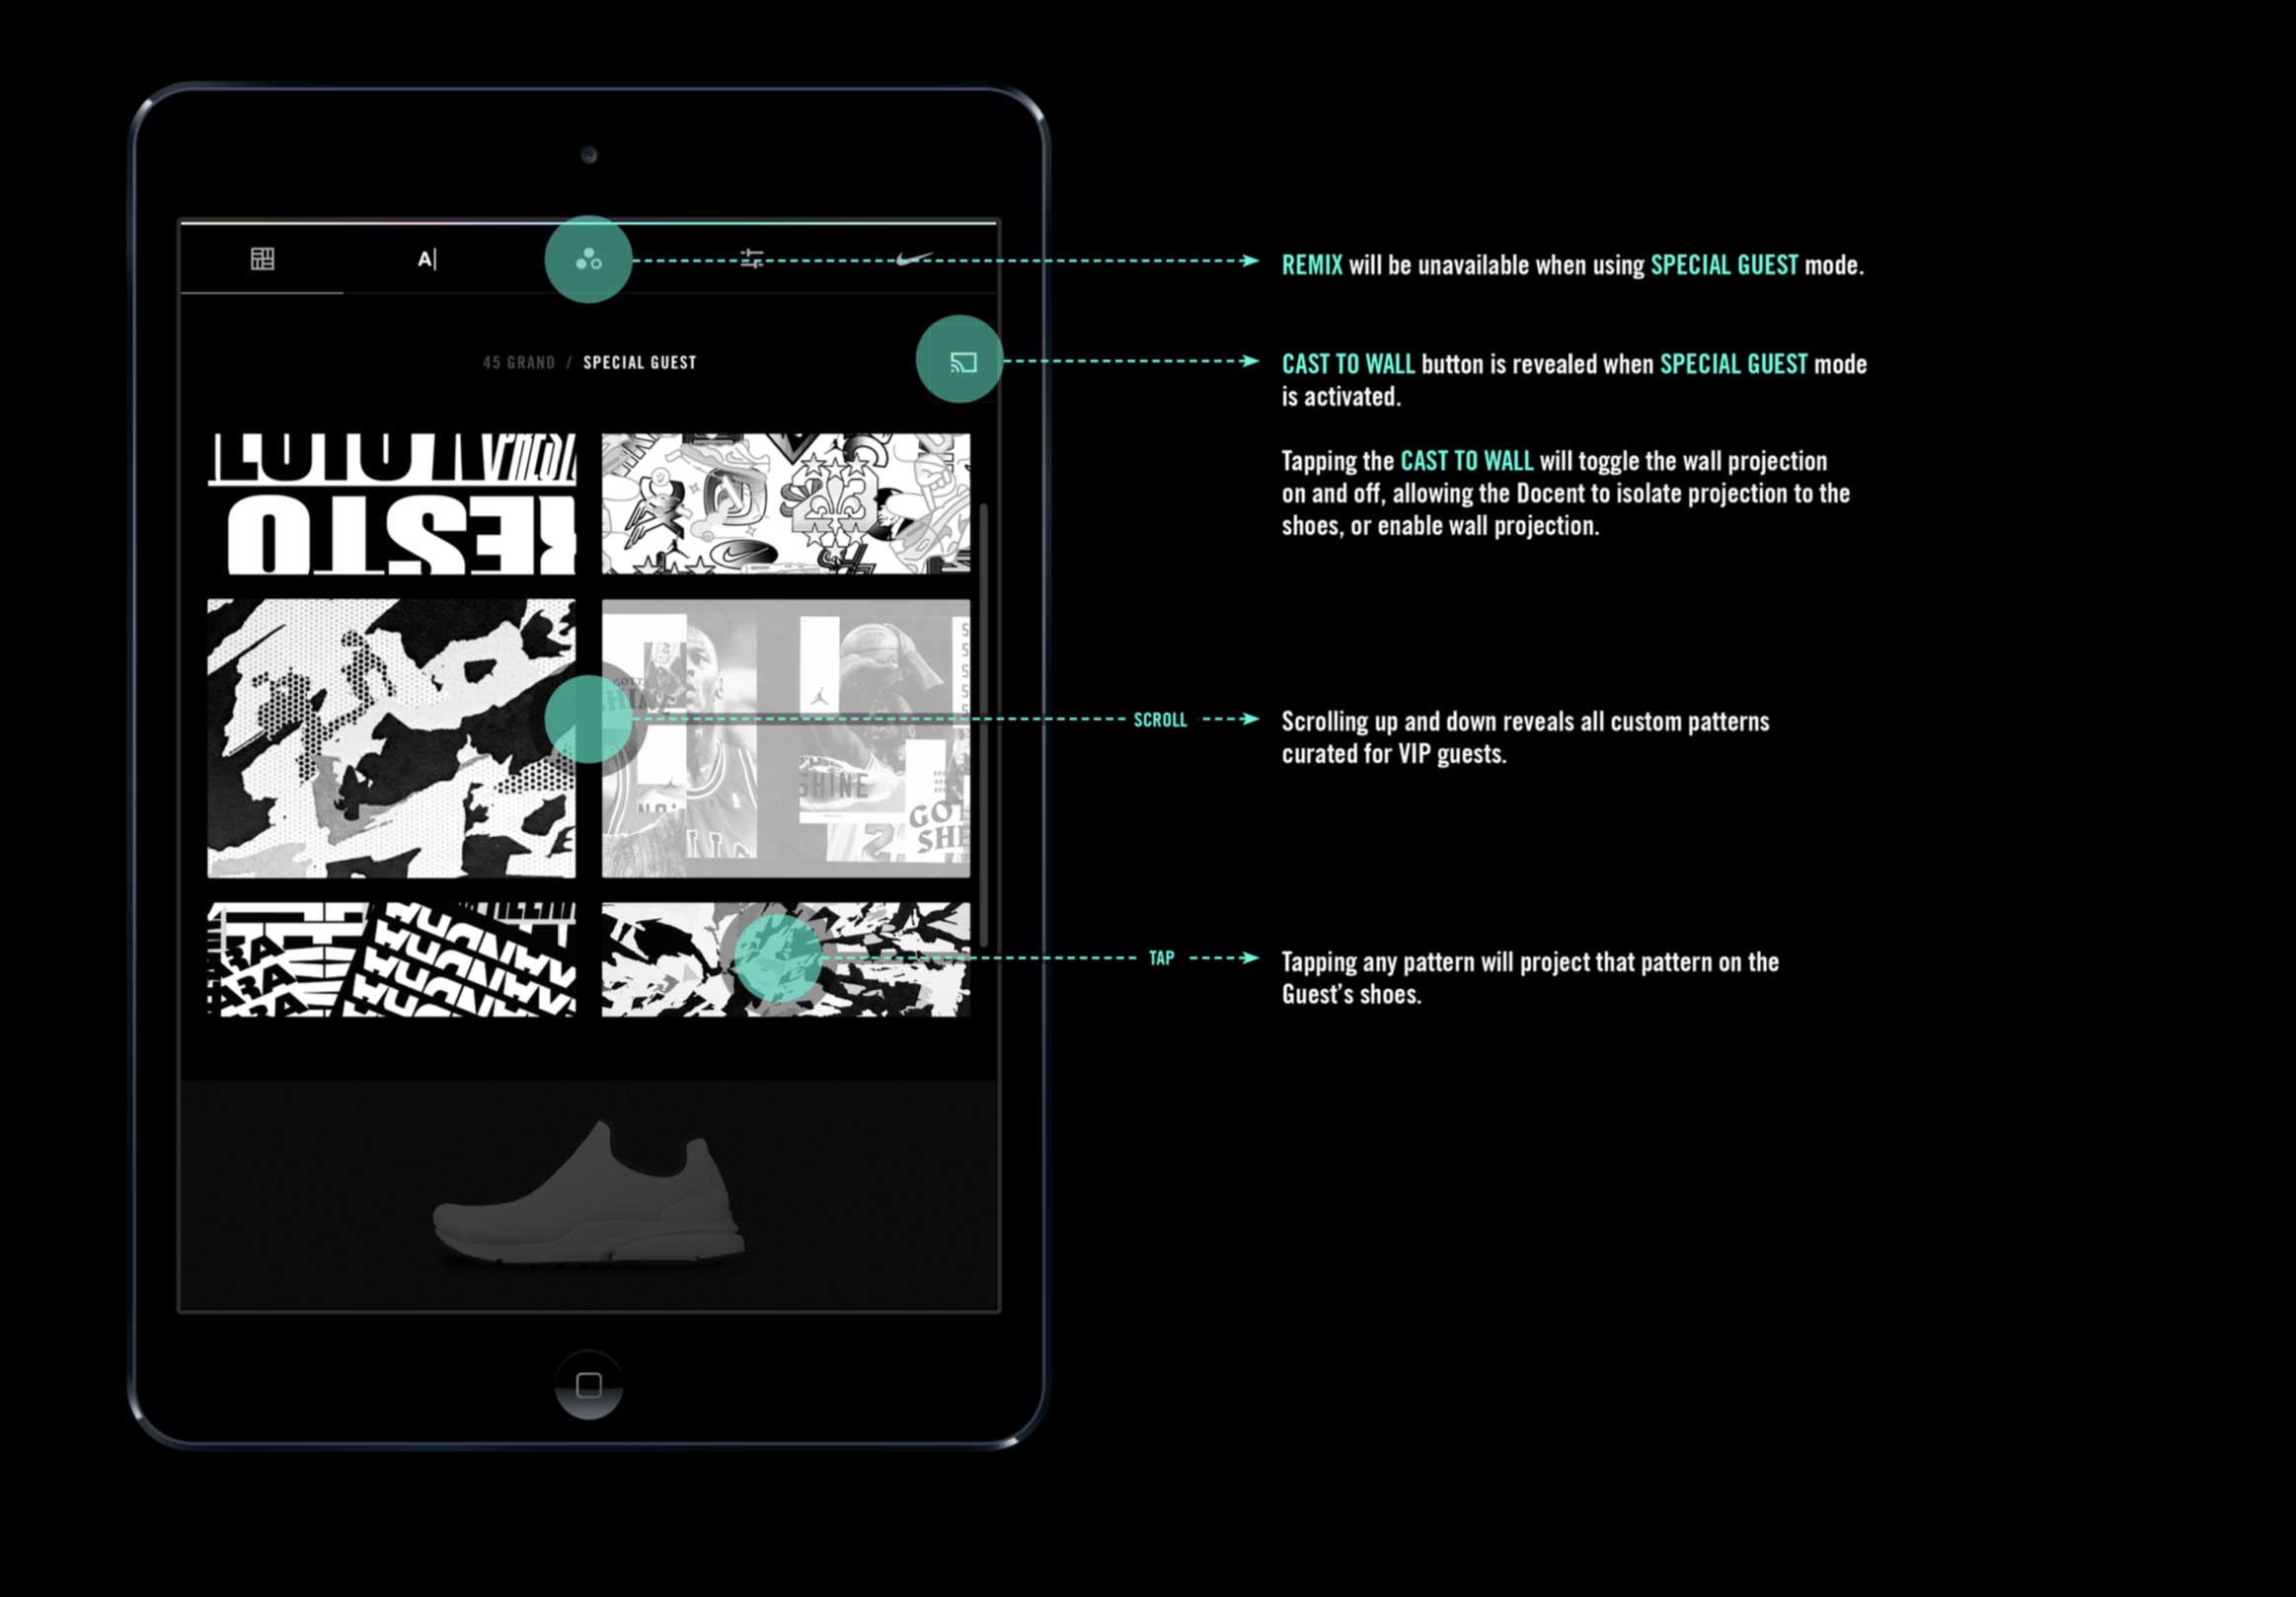 A|
REMIX will be unavailable when using SPECIAL GUEST mode.
45 GRAND / SPECIAL GUEST
CAST TO WALL button is revealed when SPECIAL GUEST mode
is activated.
Tapping the CAST TO WALL will toggle the wall projection
on and off, allowing the Docent to isolate projection to the
shoes, or enable wall projection.
23
SCROLL
Scrolling up and down reveals all custom patterns
curated for VIP guests.
SHINE
TAP
Tapping any pattern will project that pattern on the
Guest’s shoes.